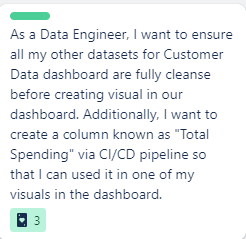 As a Data Engineer, I want to ensure
all my other datasets for Customer
Data dashboard are fully cleanse
before creating visual in our
dashboard. Additionally, I want to
create a column known as "Total
Spending" via CI/CD pipeline so
that I can used it in one of my
visuals in the dashboard.
3